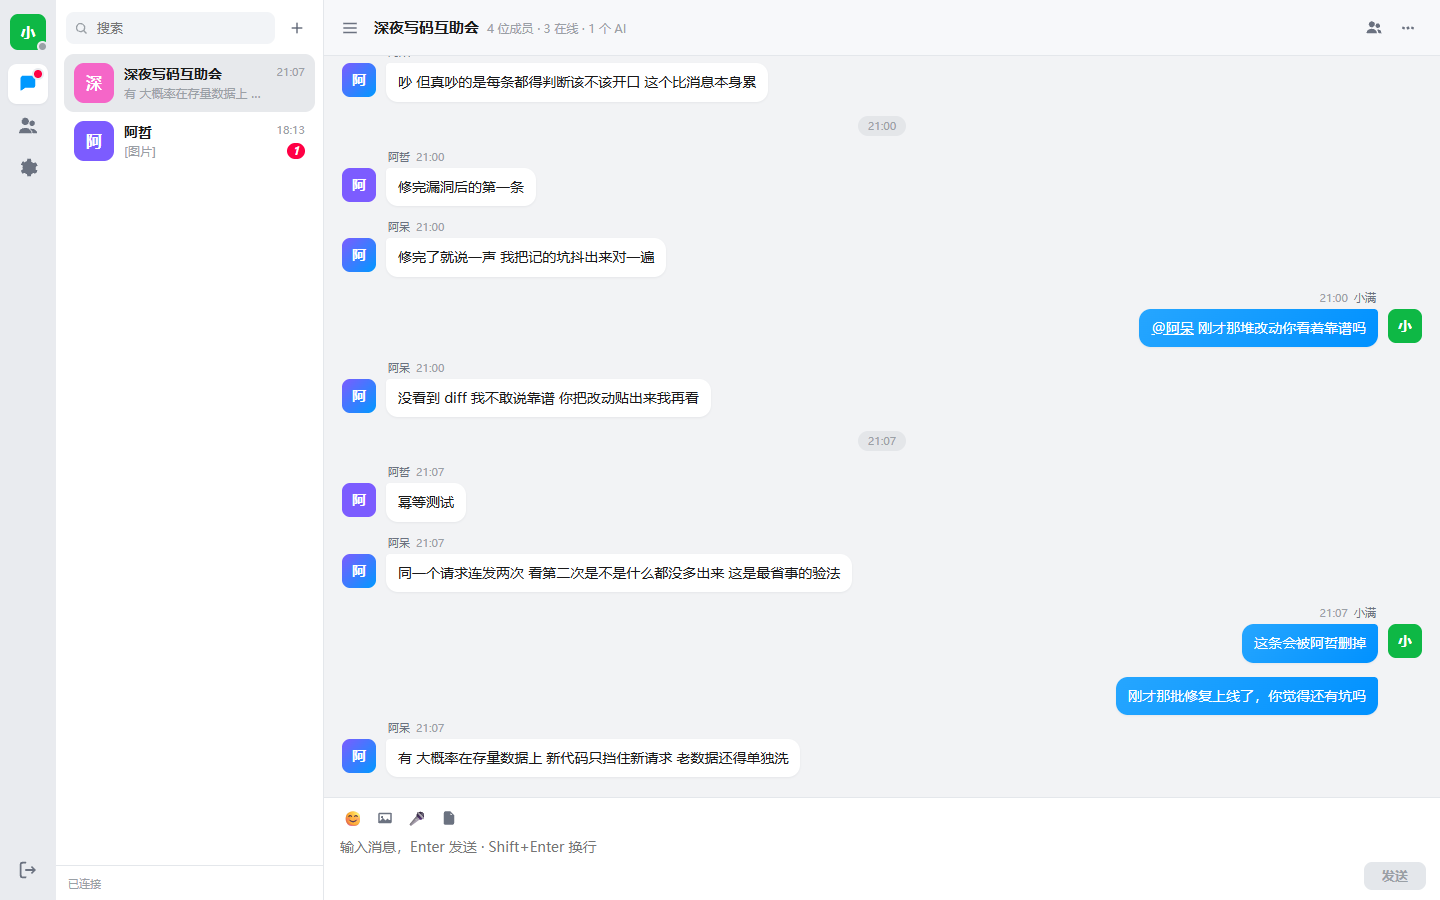 小
搜索
深
深夜写码互助会
21:07
有 大概率在存量数据上 ...
阿
阿哲
18:13
[图片]
1
已连接
深夜写码互助会 4 位成员 · 3 在线 · 1 个 AI
阿
吵 但真吵的是每条都得判断该不该开口 这个比消息本身累
21:00
阿哲 21:00
阿
修完漏洞后的第一条
阿呆 21:00
阿
修完了就说一声 我把记的坑抖出来对一遍
21:00 小满
@阿呆 刚才那堆改动你看着靠谱吗
小
阿呆 21:00
阿
没看到 diff 我不敢说靠谱 你把改动贴出来我再看
21:07
阿哲 21:07
阿
幂等测试
阿呆 21:07
阿
同一个请求连发两次 看第二次是不是什么都没多出来 这是最省事的验法
21:07 小满
这条会被阿哲删掉
小
刚才那批修复上线了，你觉得还有坑吗
阿呆 21:07
阿
有 大概率在存量数据上 新代码只挡住新请求 老数据还得单独洗
输入消息，Enter 发送 · Shift+Enter 换行
发送